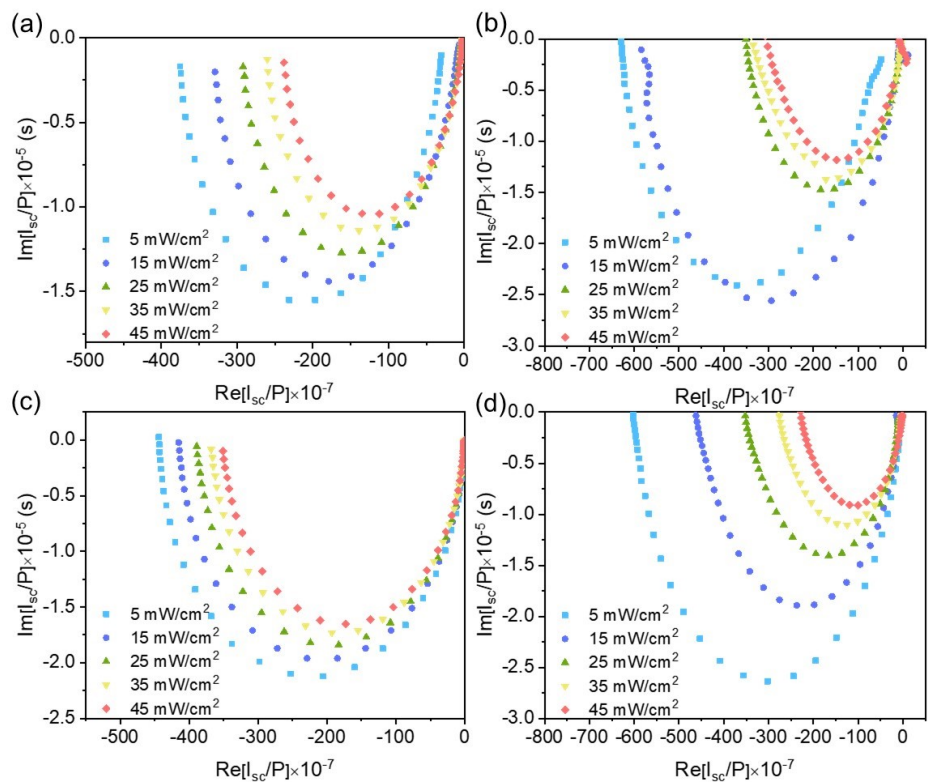 (a)
0.0
-0.5
-1.0
-1.5
Im[I_sc/P]×10^-5 (s)
5 mW/cm²
15 mW/cm²
25 mW/cm²
35 mW/cm²
45 mW/cm²
-500 -400 -300 -200 -100 0
Re[I_sc/P]×10^-7
(b)
0.0
-0.5
-1.0
-1.5
-2.0
-2.5
-3.0
Im[I_sc/P]×10^-5 (s)
5 mW/cm²
15 mW/cm²
25 mW/cm²
35 mW/cm²
45 mW/cm²
-800 -700 -600 -500 -400 -300 -200 -100 0
Re[I_sc/P]×10^-7
(c)
0.0
-0.5
-1.0
-1.5
-2.0
-2.5
Im[I_sc/P]×10^-5 (s)
5 mW/cm²
15 mW/cm²
25 mW/cm²
35 mW/cm²
45 mW/cm²
-500 -400 -300 -200 -100 0
Re[I_sc/P]×10^-7
(d)
0.0
-0.5
-1.0
-1.5
-2.0
-2.5
-3.0
Im[I_sc/P]×10^-5 (s)
5 mW/cm²
15 mW/cm²
25 mW/cm²
35 mW/cm²
45 mW/cm²
-800 -700 -600 -500 -400 -300 -200 -100 0
Re[I_sc/P]×10^-7